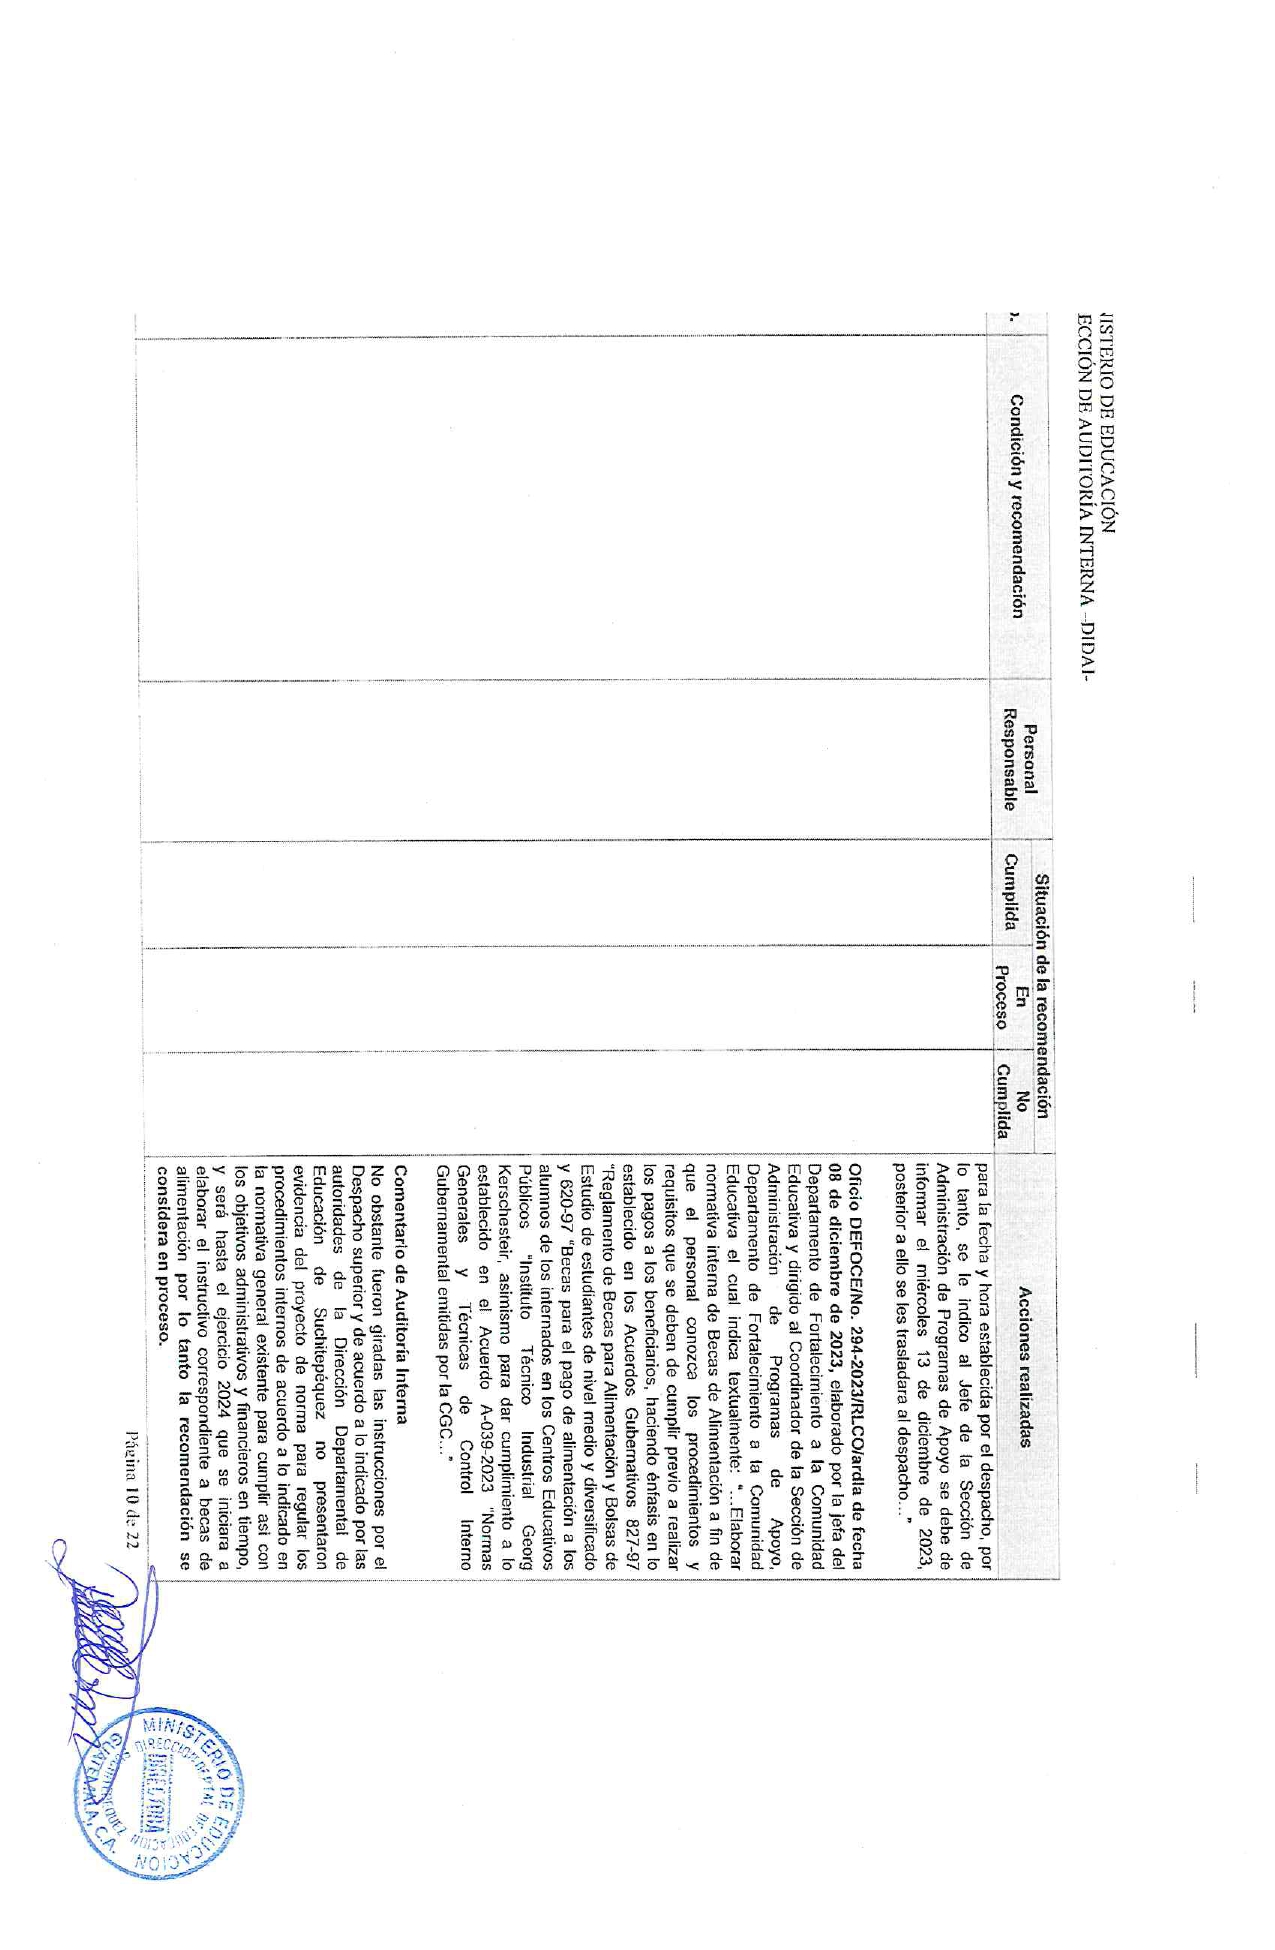 NISTERIO DE EDUCACIÓN
ECCIÓN DE AUDITORÍA INTERNA –DIDAI-
o.
Condición y recomendación
Personal
Responsable
Situación de la recomendación
Cumplida
En
Proceso
No
Cumplida
Acciones realizadas
para la fecha y hora establecida por el despacho, por
lo tanto, se le indico al Jefe de la Sección de
Administración de Programas de Apoyo se debe de
informar el miércoles 13 de diciembre de 2023,
posterior a ello se les trasladara al despacho…"
Oficio DEFOCE/No. 294-2023/RLCO/ardla de fecha
08 de diciembre de 2023, elaborado por la jefa del
Departamento de Fortalecimiento a la Comunidad
Educativa y dirigido al Coordinador de la Sección de
Administración de Programas de Apoyo,
Departamento de Fortalecimiento a la Comunidad
Educativa el cual indica textualmente: "…Elaborar
normativa interna de Becas de Alimentación a fin de
que el personal conozca los procedimientos y
requisitos que se deben de cumplir previo a realizar
los pagos a los beneficiarios, haciendo énfasis en lo
establecido en los Acuerdos Gubernativos 827-97
"Reglamento de Becas para Alimentación y Bolsas de
Estudio de estudiantes de nivel medio y diversificado
y 620-97 "Becas para el pago de alimentación a los
alumnos de los internados en los Centros Educativos
Públicos "Instituto Técnico Industrial Georg
Kerschesteir, asimismo para dar cumplimiento a lo
establecido en el Acuerdo A-039-2023 "Normas
Generales y Técnicas de Control Interno
Gubernamental emitidas por la CGC…"
Comentario de Auditoría Interna
No obstante fueron giradas las instrucciones por el
Despacho superior y de acuerdo a lo indicado por las
autoridades de la Dirección Departamental de
Educación de Suchitepéquez no presentaron
evidencia del proyecto de norma para regular los
procedimientos internos de acuerdo a lo indicado en
la normativa general existente para cumplir así con
los objetivos administrativos y financieros en tiempo,
y será hasta el ejercicio 2024 que se iniciara a
elaborar el instructivo correspondiente a becas de
alimentación por lo tanto la recomendación se
considera en proceso.
Página 10 de 22
MINISTERIO DE EDUCACION
GUATEMALA, C.A.